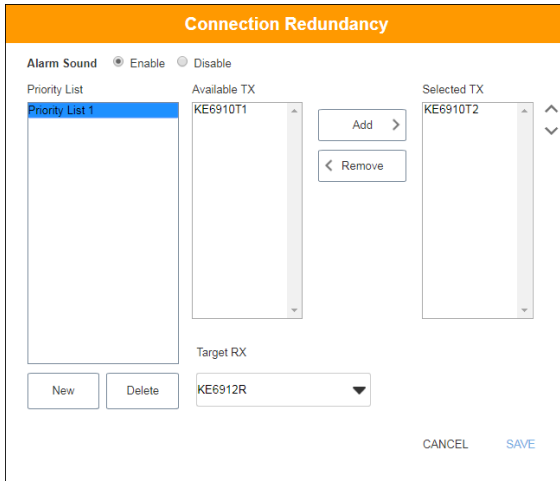 Connection Redundancy
Alarm Sound Enable Disable
Priority List Available TX Selected TX
Priority List 1 KE6910T1 KE6910T2
Add
Remove
Target RX
New Delete KE6912R
CANCEL SAVE